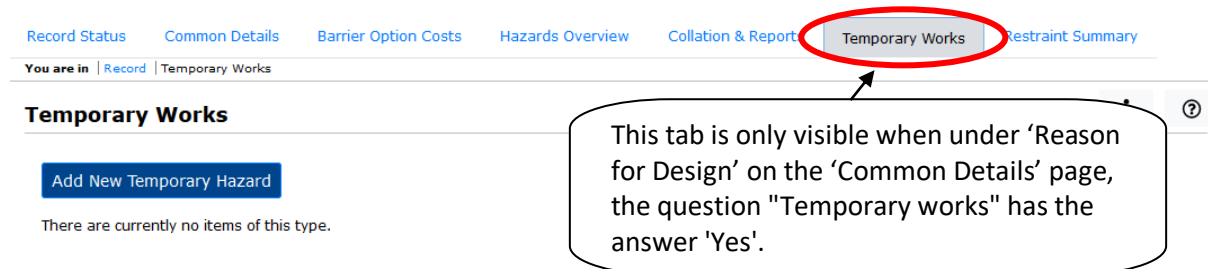 Record Status Common Details Barrier Option Costs Hazards Overview Collation & Reports Temporary Works Restraint Summary
You are in | Record | Temporary Works
Temporary Works
This tab is only visible when under ‘Reason
for Design’ on the ‘Common Details’ page,
the question "Temporary works" has the
answer 'Yes'.
Add New Temporary Hazard
There are currently no items of this type.